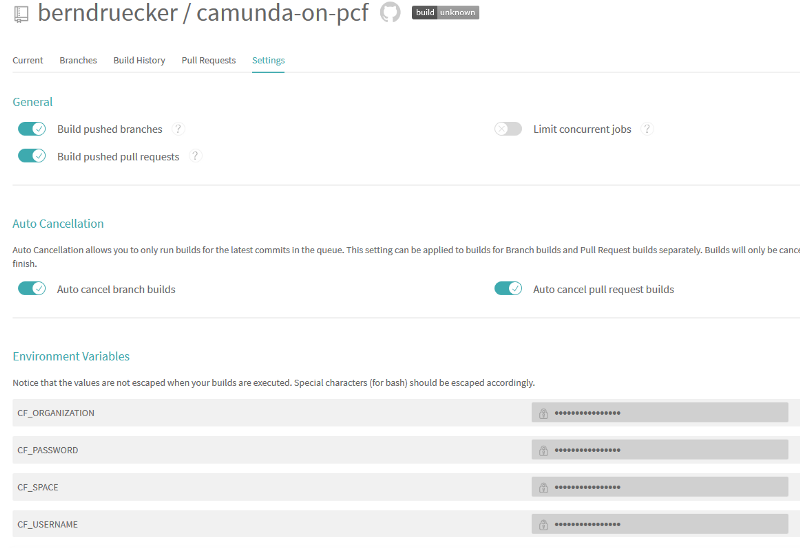 berndruecker / camunda-on-pcf build unknown
Current Branches Build History Pull Requests Settings
General
Build pushed branches ? Limit concurrent jobs ?
Build pushed pull requests ?
Auto Cancellation
Auto Cancellation allows you to only run builds for the latest commits in the queue. This setting can be applied to builds for Branch builds and Pull Request builds separately. Builds will only be cance
finish.
Auto cancel branch builds Auto cancel pull request builds
Environment Variables
Notice that the values are not escaped when your builds are executed. Special characters (for bash) should be escaped accordingly.
CF_ORGANIZATION ••••••••••••••••
CF_PASSWORD ••••••••••••••••
CF_SPACE ••••••••••••••••
CF_USERNAME ••••••••••••••••